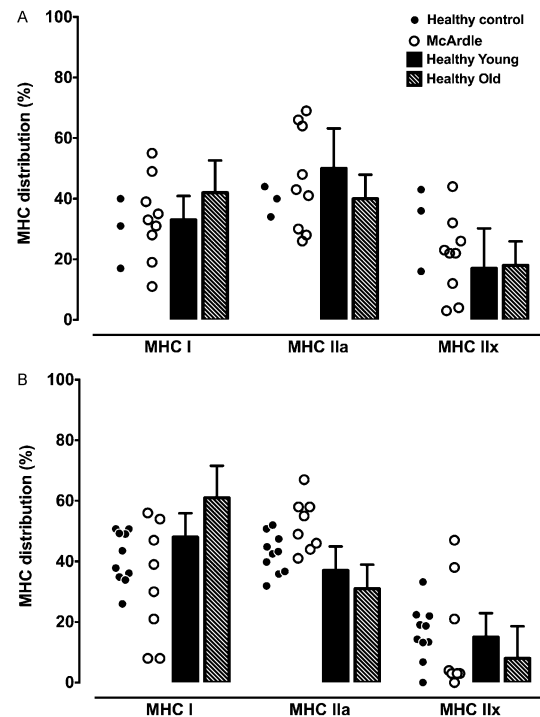 A
100
80
60
40
20
0
MHC distribution (%)
Healthy control
McArdle
Healthy Young
Healthy Old
MHC I
MHC IIa
MHC IIx
B
100
80
60
40
20
0
MHC distribution (%)
MHC I
MHC IIa
MHC IIx